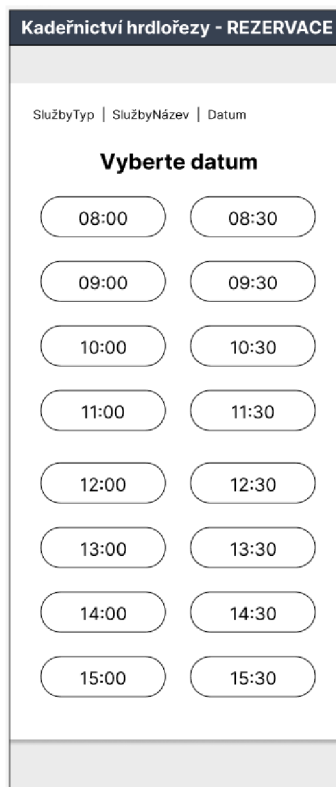 Kadeřnictví hrdlořezy - REZERVACE
SlužbyTyp | SlužbyNázev | Datum
Vyberte datum
08:00 08:30
09:00 09:30
10:00 10:30
11:00 11:30
12:00 12:30
13:00 13:30
14:00 14:30
15:00 15:30